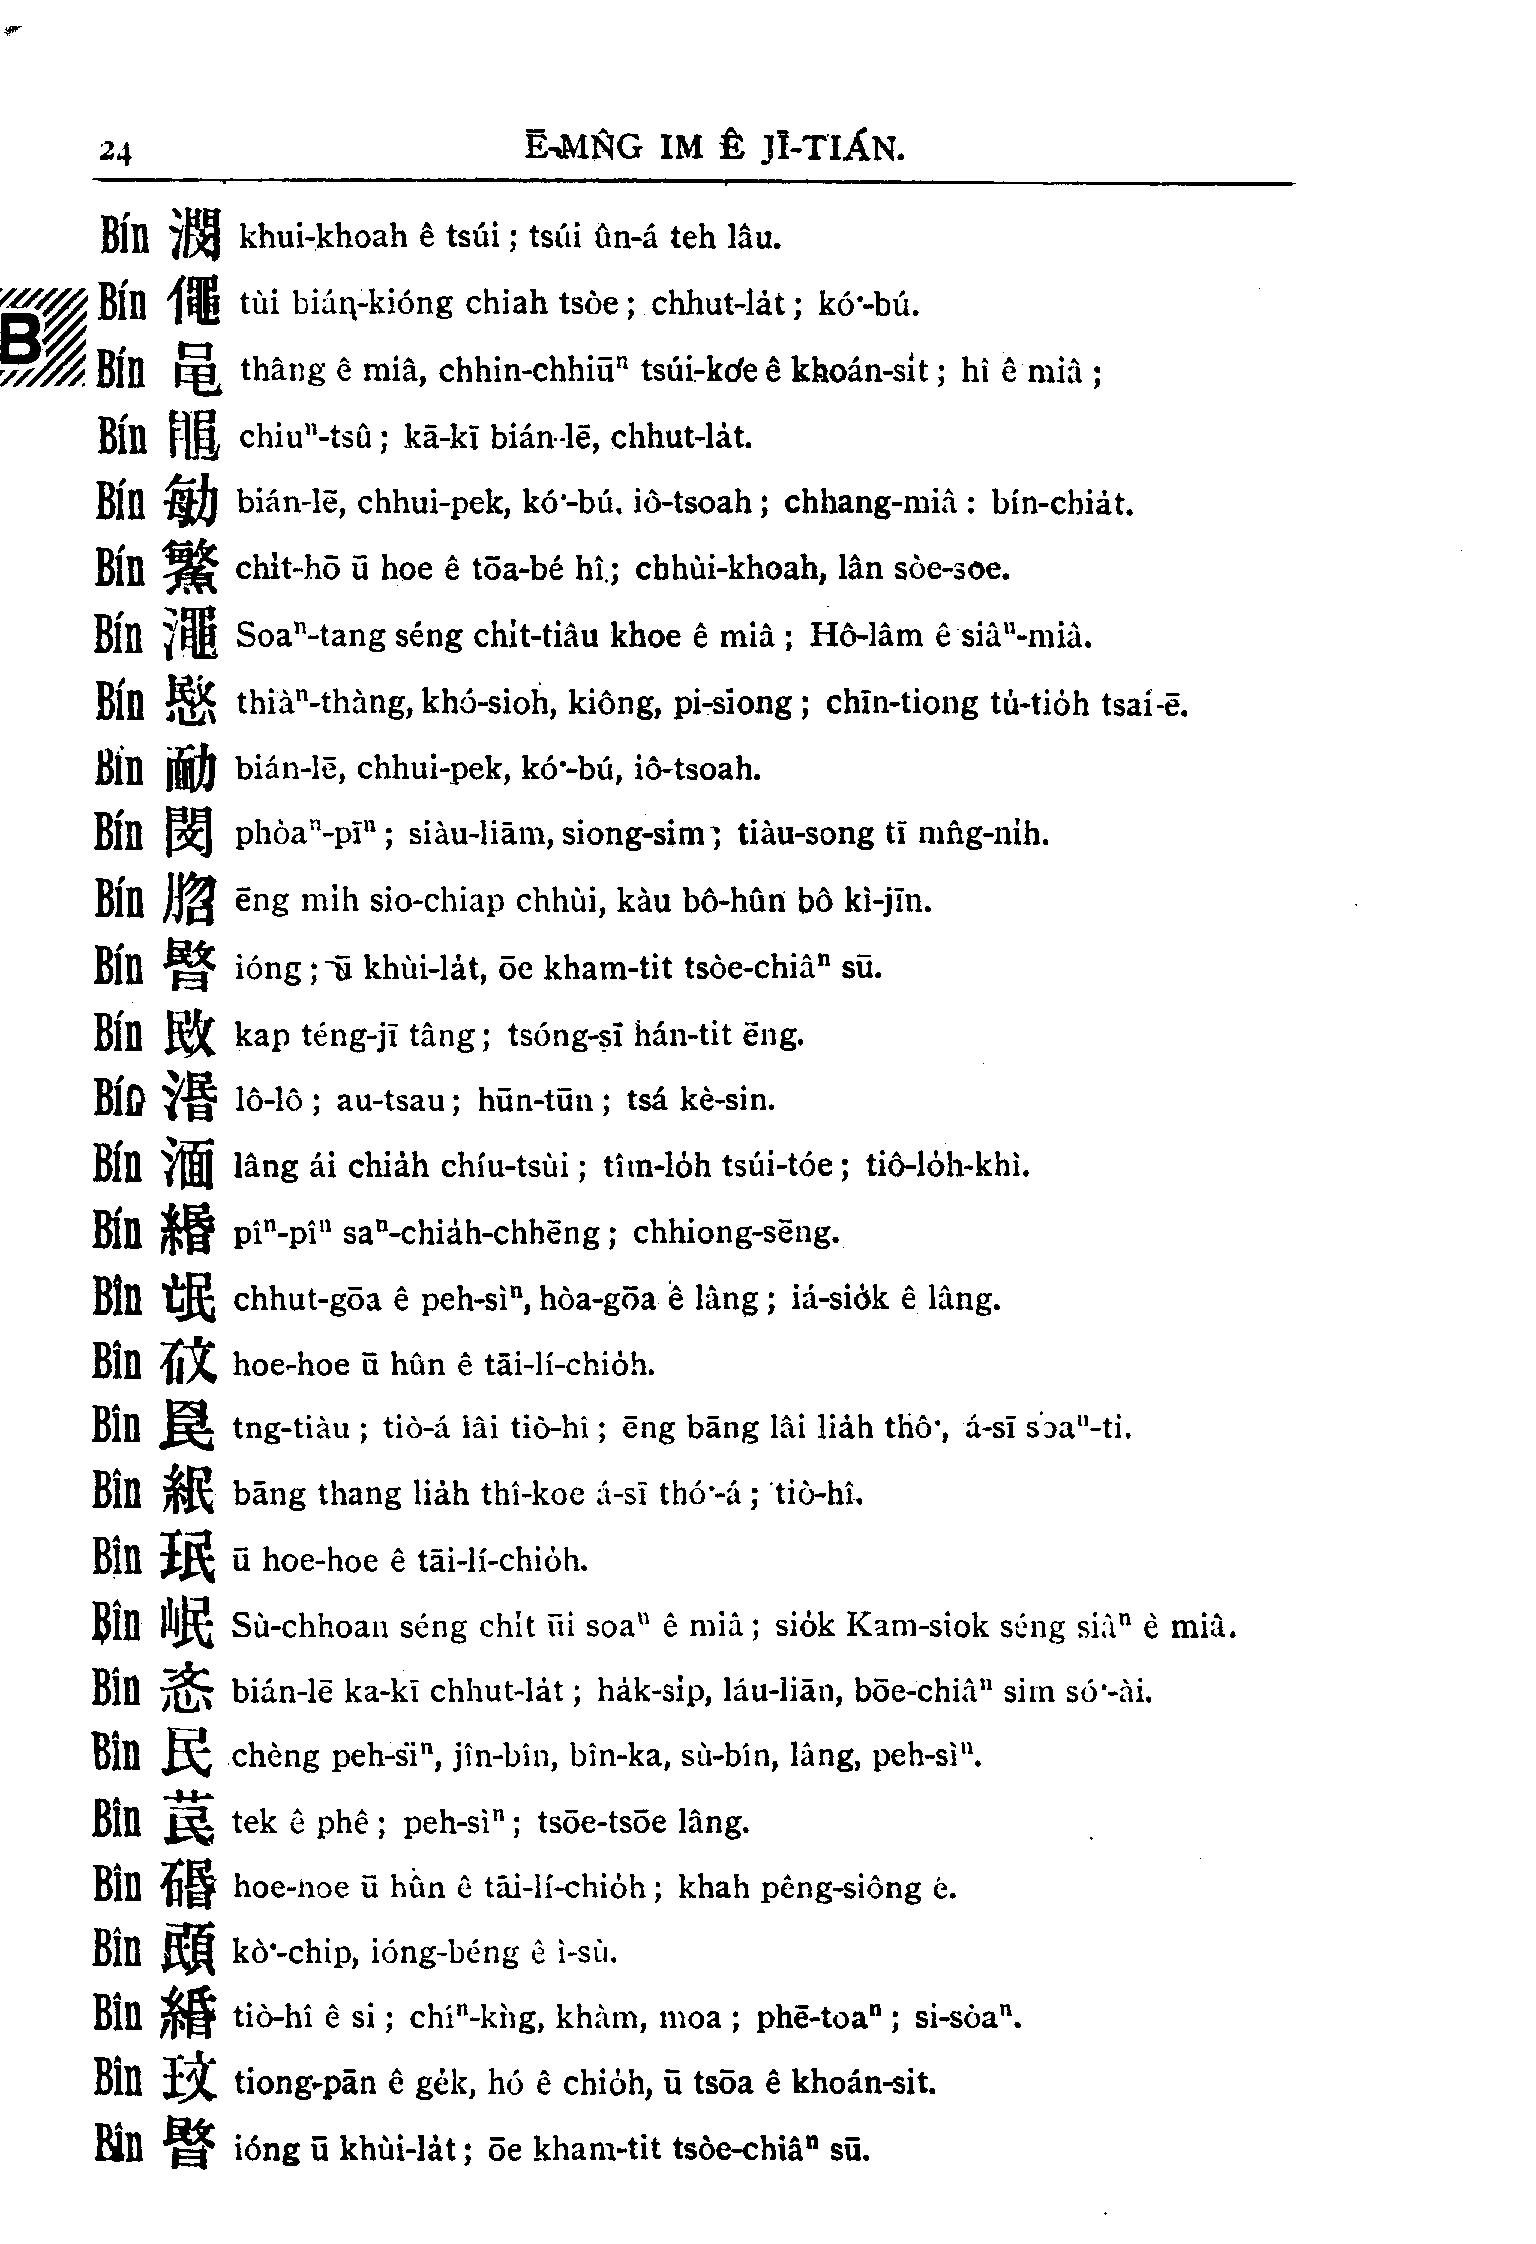 24 Ē-MN̂G IM Ê JĪ-TIÁN.
Bín 潣 khui-khoah ê tsúi; tsúi ûn-á teh lâu.
B
Bín 僶 tùi bián-kióng chiah tsòe; chhut-la̍t; kó͘-bú.
Bín 黽 thâng ê miâ, chhin-chhiūⁿ tsúi-koe ê khoán-sit; hî ê miâ;
Bín chiuⁿ-tsû; kā-kī bián-lē, chhut-la̍t.
Bín 勄 bián-lē, chhui-pek, kó͘-bú, iô-tsoah; chhang-miâ: bín-chia̍t.
Bín 鰵 chi̍t-hō ū hoe ê tōa-bé hî; chhùi-khoah, lân sòe-soe.
Bín 澠 Soaⁿ-tang séng chi̍t-tiâu khoe ê miâ; Hô-lâm ê siâⁿ-miâ.
Bín 愍 thiàⁿ-thàng, khó-sioh, kiông, pi-siong; chīn-tiong tú-tio̍h tsai-ē.
Bín 勔 bián-lē, chhui-pek, kó͘-bú, iô-tsoah.
Bín 閔 phòaⁿ-pīⁿ; siàu-liām, siong-sim; tiàu-song tī mn̂g-ni̍h.
Bín 脗 ēng mi̍h sio-chiap chhùi, kàu bô-hûn bô kì-jīn.
Bín 暋 ióng; ū khùi-la̍t, ōe kham-tit tsòe-chiâⁿ sū.
Bín 敃 kap téng-jī tâng; tsóng-sī hán-tit ēng.
Bín 湣 lô-lô; au-tsau; hūn-tūn; tsá kè-sin.
Bín 湎 lâng ái chia̍h chíu-tsùi; tîm-lo̍h tsúi-tóe; tiô-lo̍h-khì.
Bín 緡 pîⁿ-pîⁿ saⁿ-chia̍h-chhēng; chhiong-sēng.
Bîn 氓 chhut-gōa ê peh-sìⁿ, hòa-gōa ê lâng; iá-sio̍k ê lâng.
Bîn 砇 hoe-hoe ū hûn ê tāi-lí-chio̍h.
Bîn 罠 tng-tiàu; tiò-á lâi tiò-hî; ēng bāng lâi lia̍h thô͘, á-sī soaⁿ-ti.
Bîn 紙 bāng thang lia̍h thî-koe á-sī thó͘-á; tiò-hî.
Bîn 珉 ū hoe-hoe ê tāi-lí-chio̍h.
Bîn 岷 Sù-chhoan séng chi̍t ūi soaⁿ ê miâ; sio̍k Kam-siok séng siâⁿ ê miâ.
Bîn 忞 bián-lē ka-kī chhut-la̍t; ha̍k-si̍p, láu-liān, bōe-chiâⁿ sim só͘-ài.
Bîn 民 chèng peh-sìⁿ, jîn-bîn, bîn-ka, sù-bîn, lâng, peh-sìⁿ.
Bîn 苠 tek ê phê; peh-sìⁿ; tsōe-tsōe lâng.
Bîn 碈 hoe-hoe ū hûn ê tāi-lí-chio̍h; khah pêng-siông ê.
Bîn kò͘-chip, ióng-béng ê ì-sù.
Bîn 緍 tiò-hî ê si; chíⁿ-kǹg, khàm, moa; phē-toaⁿ; si-sòaⁿ.
Bîn 玟 tiong-pān ê ge̍k, hó ê chio̍h, ū tsōa ê khoán-sit.
Bîn 暋 ióng ū khùi-la̍t; ōe kham-tit tsòe-chiâⁿ sū.